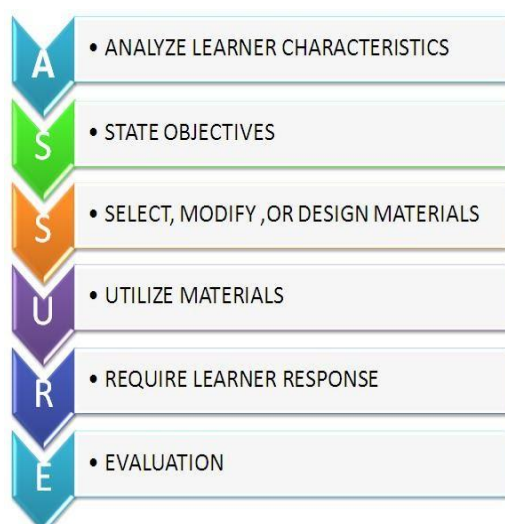 A
• ANALYZE LEARNER CHARACTERISTICS
S
• STATE OBJECTIVES
S
• SELECT, MODIFY ,OR DESIGN MATERIALS
U
• UTILIZE MATERIALS
R
• REQUIRE LEARNER RESPONSE
E
• EVALUATION